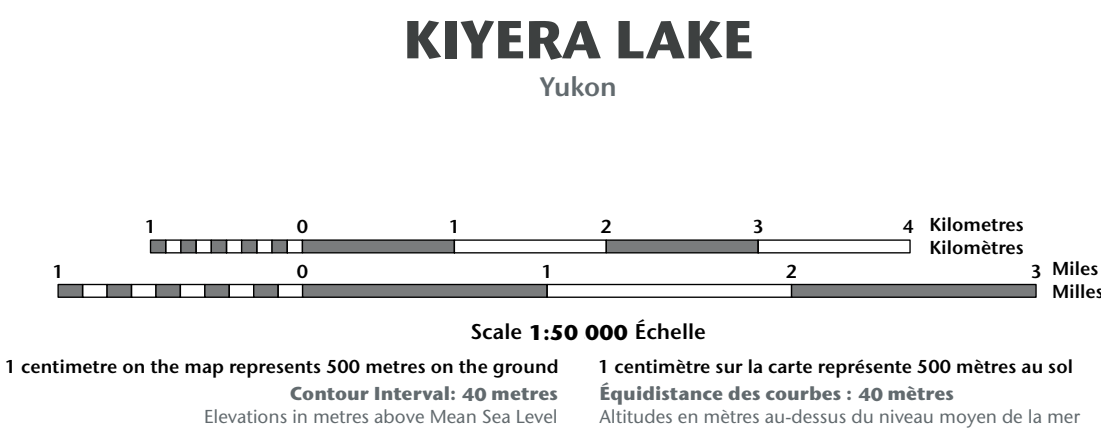 KIYERA LAKE
Yukon
1 0 1 2 3 4 Kilometres
Kilomètres
1 0 1 2 3 Miles
Milles
Scale 1:50 000 Échelle
1 centimetre on the map represents 500 metres on the ground
Contour Interval: 40 metres
Elevations in metres above Mean Sea Level
1 centimètre sur la carte représente 500 mètres au sol
Équidistance des courbes : 40 mètres
Altitudes en mètres au-dessus du niveau moyen de la mer